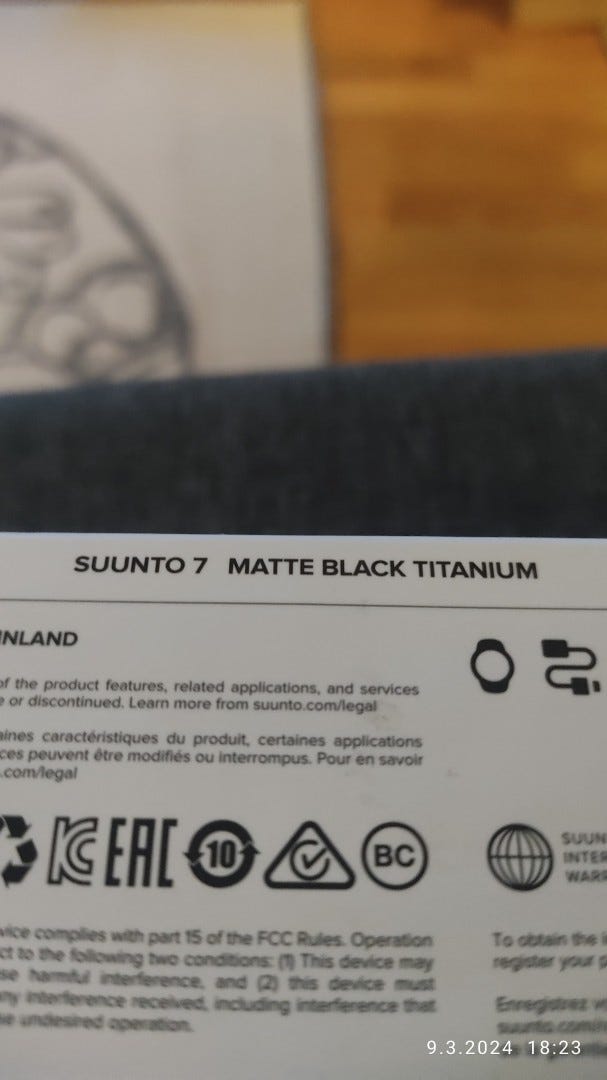 SUUNTO 7 MATTE BLACK TITANIUM
INLAND
of the product features, related applications, and services
e or discontinued. Learn more from suunto.com/legal
aines caractéristiques du produit, certaines applications
ces peuvent être modifiés ou interrompus. Pour en savoir
.com/legal
EAC
10
BC
SUUN
INTER
WARR
vice complies with part 15 of the FCC Rules. Operation
ct to the following two conditions: (1) This device may
se harmful interference, and (2) this device must
any interference received, including interference that
se undesired operation.
To obtain the
register your p
Enregistrez v
suunto.com
9.3.2024 18:23